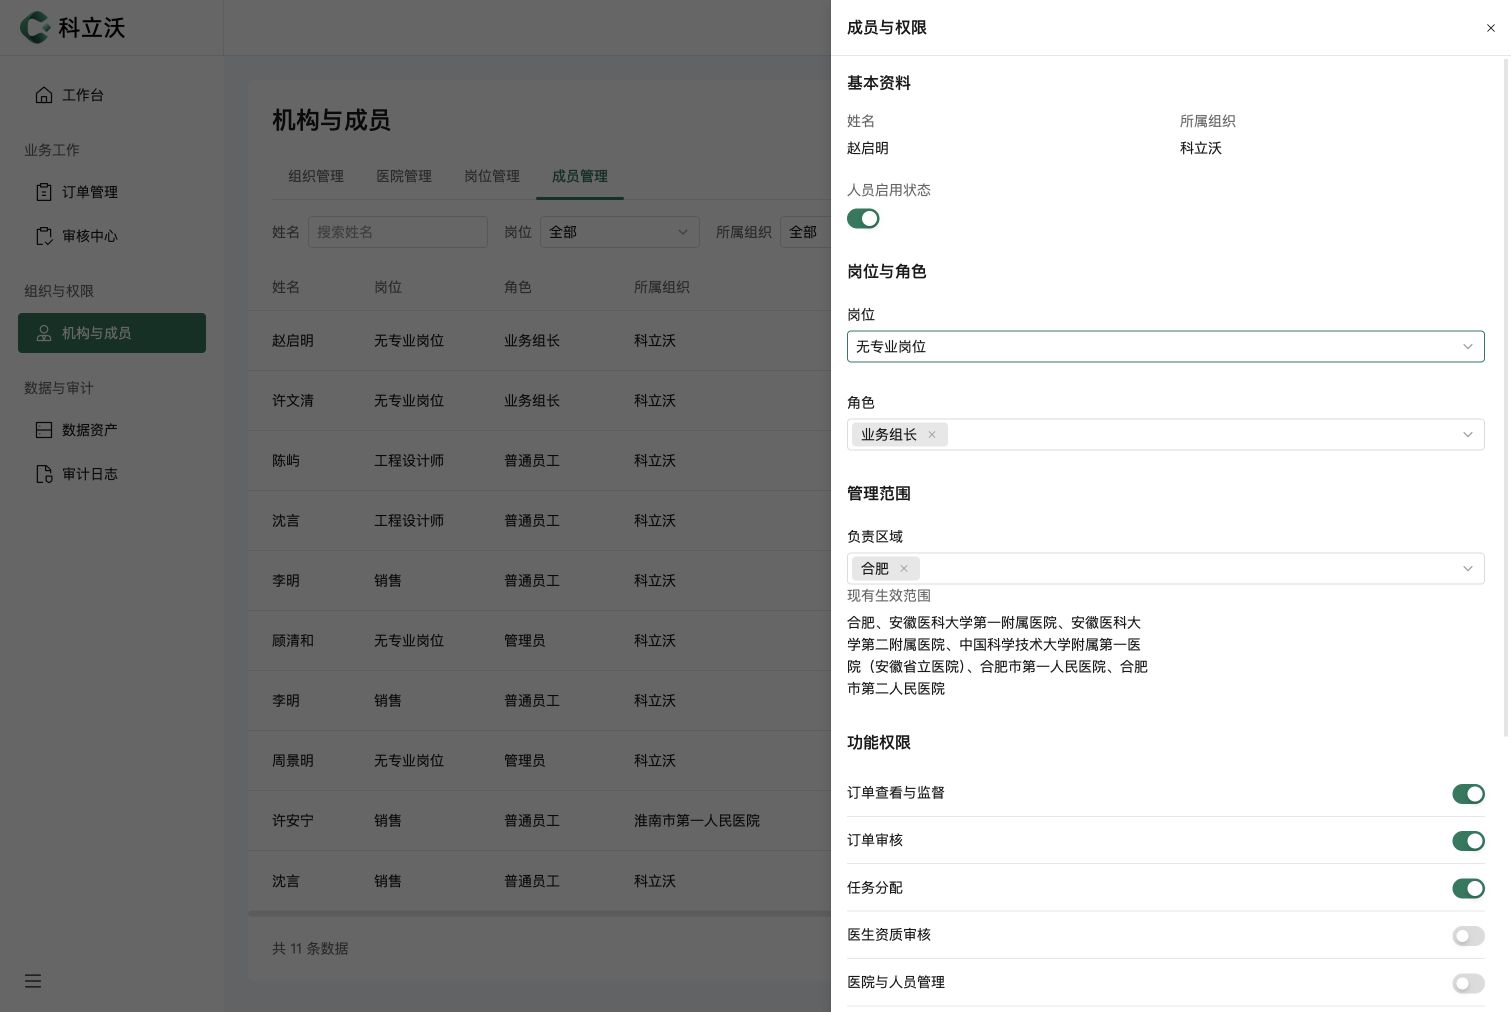 科立沃
工作台
业务工作
订单管理
审核中心
组织与权限
机构与成员
数据与审计
数据资产
审计日志
机构与成员
组织管理 医院管理 岗位管理 成员管理
姓名 搜索姓名 岗位 全部 所属组织 全部
姓名 岗位 角色 所属组织
赵启明 无专业岗位 业务组长 科立沃
许文清 无专业岗位 业务组长 科立沃
陈屿 工程设计师 普通员工 科立沃
沈言 工程设计师 普通员工 科立沃
李明 销售 普通员工 科立沃
顾清和 无专业岗位 管理员 科立沃
李明 销售 普通员工 科立沃
周景明 无专业岗位 管理员 科立沃
许安宁 销售 普通员工 淮南市第一人民医院
沈言 销售 普通员工 科立沃
共 11 条数据
成员与权限
基本资料
姓名 所属组织
赵启明 科立沃
人员启用状态
岗位与角色
岗位
无专业岗位
角色
业务组长
管理范围
负责区域
合肥
现有生效范围
合肥、安徽医科大学第一附属医院、安徽医科大
学第二附属医院、中国科学技术大学附属第一医
院（安徽省立医院）、合肥市第一人民医院、合肥
市第二人民医院
功能权限
订单查看与监督
订单审核
任务分配
医生资质审核
医院与人员管理